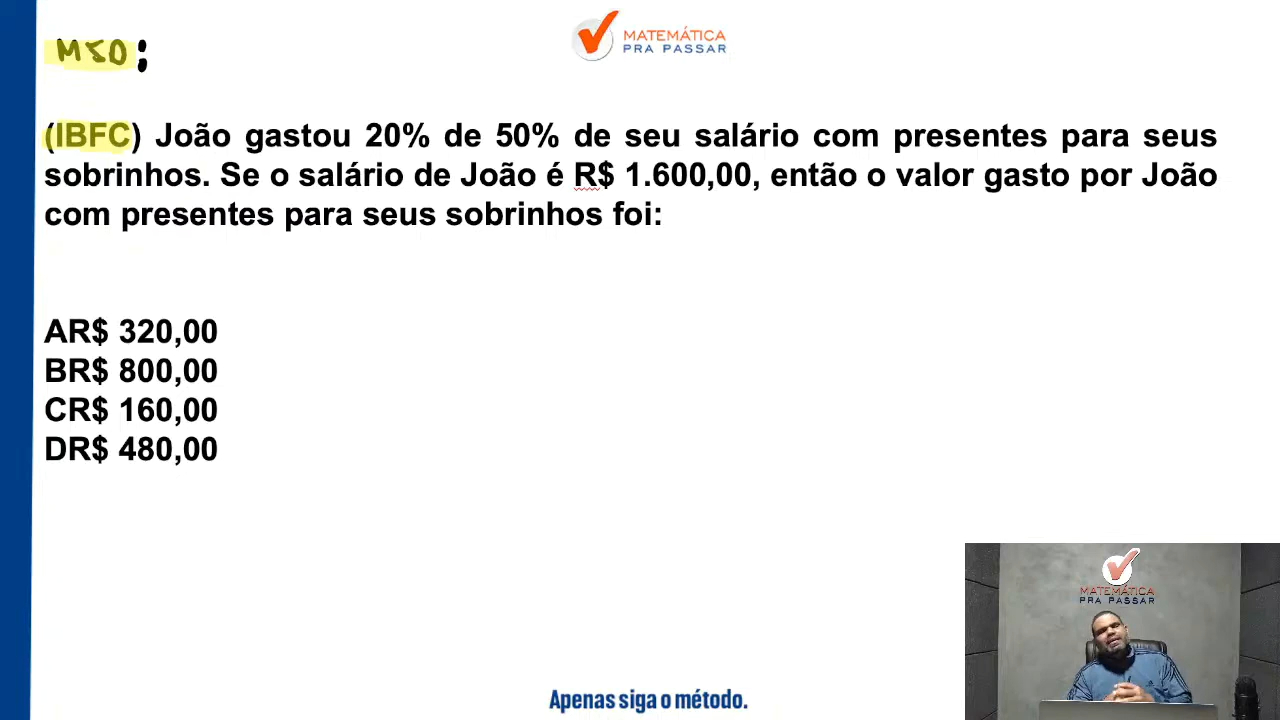 MSD:
MATEMÁTICA
PRA PASSAR
(IBFC) João gastou 20% de 50% de seu salário com presentes para seus
sobrinhos. Se o salário de João é R$ 1.600,00, então o valor gasto por João
com presentes para seus sobrinhos foi:
AR$ 320,00
BR$ 800,00
CR$ 160,00
DR$ 480,00
MATEMÁTICA
PRA PASSAR
Apenas siga o método.